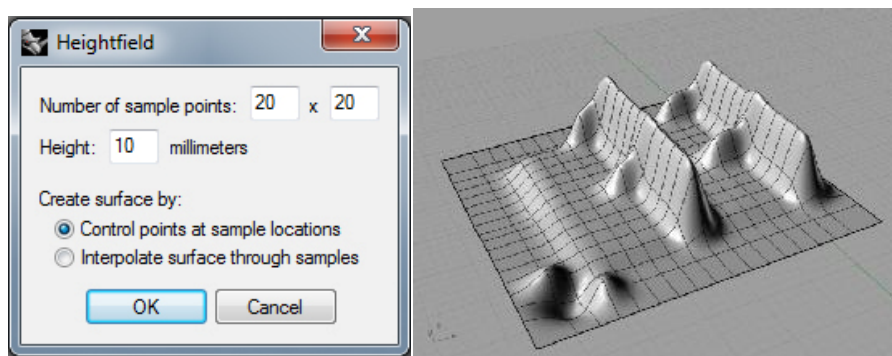 Heightfield
Number of sample points: 20 x 20
Height: 10 millimeters
Create surface by:
Control points at sample locations
Interpolate surface through samples
OK Cancel